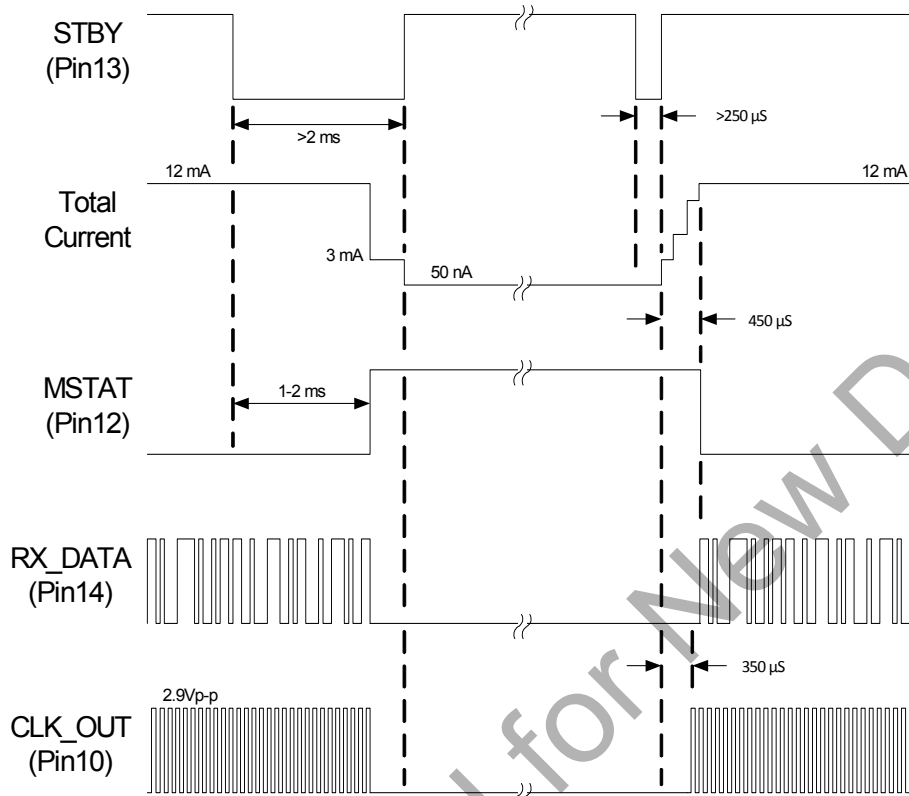 STBY
(Pin13)
>2 ms
>250 µS
12 mA
12 mA
Total
Current
3 mA
50 nA
450 µS
MSTAT
(Pin12)
1-2 ms
RX_DATA
(Pin14)
350 µS
2.9Vp-p
CLK_OUT
(Pin10)
for New D